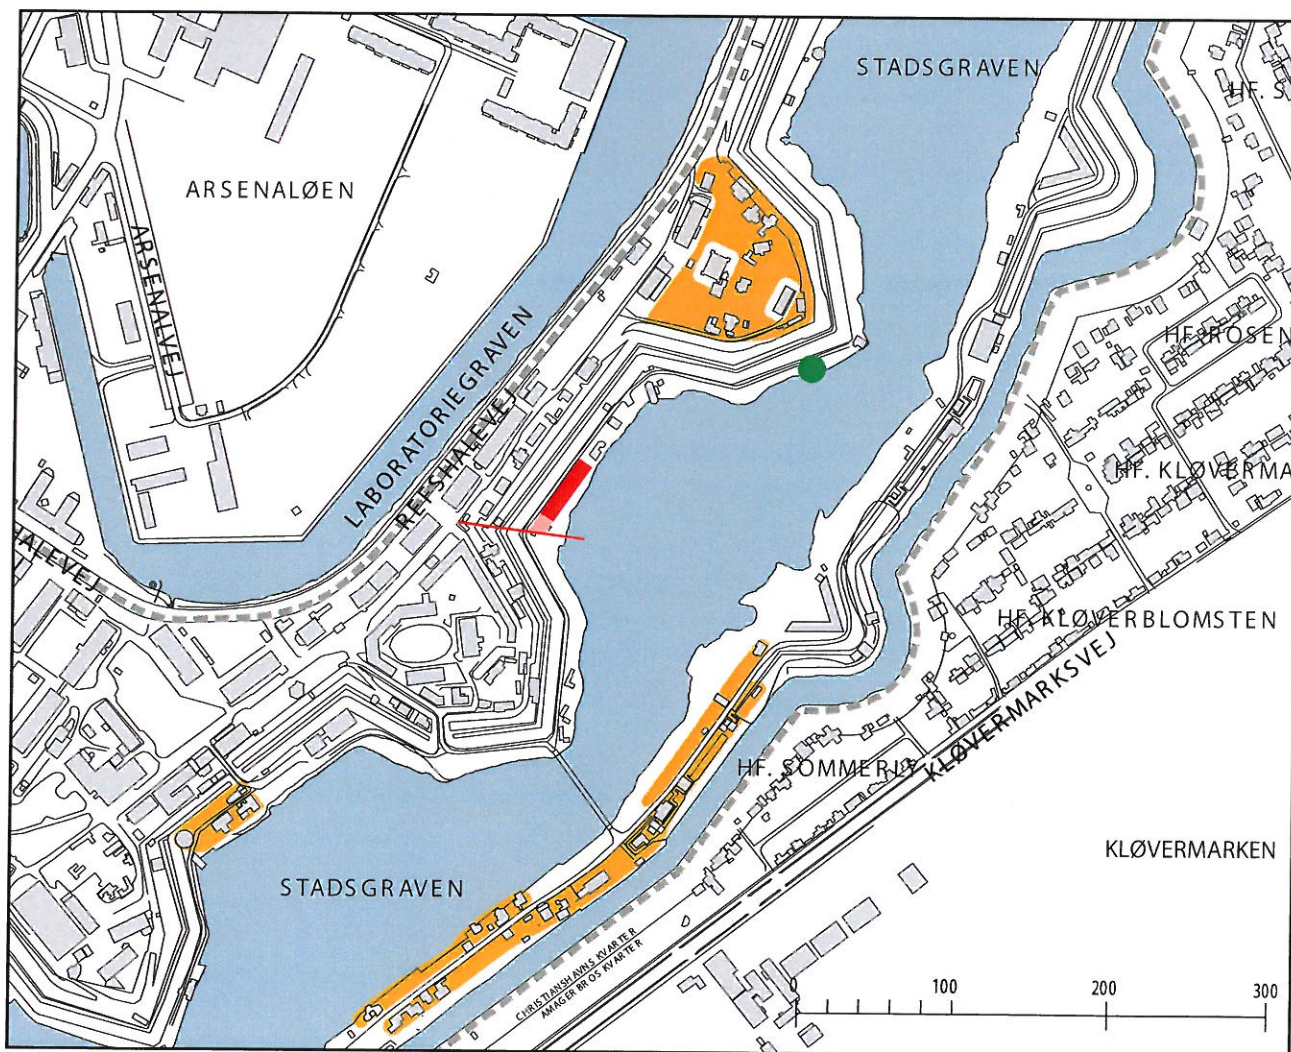 STADSGRAVEN
HF. S
ARSENALØEN
ARSENALVEJ
LABORATORIEGRAVEN
REFSHALEVEJ
HF. ROSEN
HF. KLØVERMA
HALEVEJ
HF. KLØVERBLOMSTEN
KLØVERMARKSVEJ
HF. SOMMERLY
KLØVERMARKEN
STADSGRAVEN
CHRISTIANSHAVNS KVARTER
AMAGERBROS KVARTER
0 100 200 300